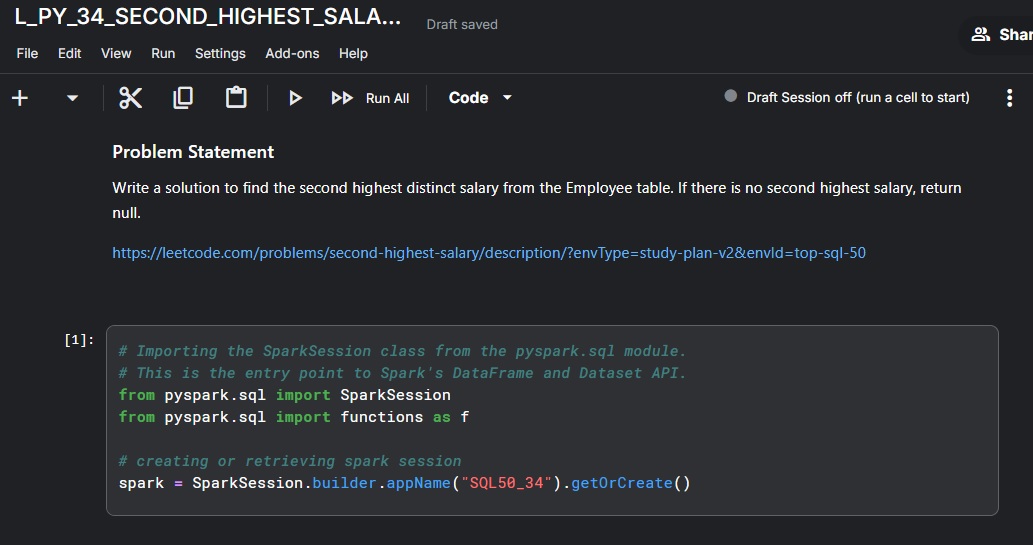 L_PY_34_SECOND_HIGHEST_SALA...
Draft saved
Shar
File Edit View Run Settings Add-ons Help
Run All
Code
Draft Session off (run a cell to start)
Problem Statement
Write a solution to find the second highest distinct salary from the Employee table. If there is no second highest salary, return
null.
https://leetcode.com/problems/second-highest-salary/description/?envType=study-plan-v2&envId=top-sql-50
[1]:
# Importing the SparkSession class from the pyspark.sql module.
# This is the entry point to Spark's DataFrame and Dataset API.
from pyspark.sql import SparkSession
from pyspark.sql import functions as f
# creating or retrieving spark session
spark = SparkSession.builder.appName("SQL50_34").getOrCreate()